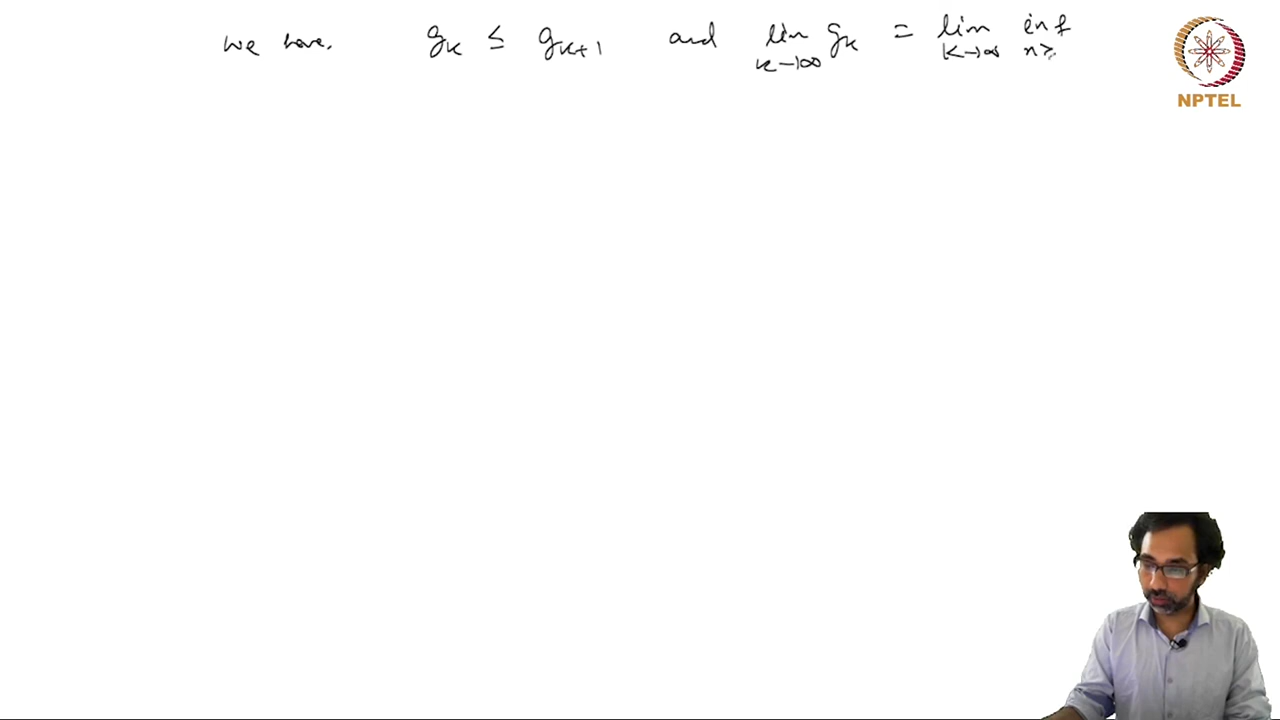 we have. g_k ≤ g_{k+1} and lim_{k→∞} g_k = lim_{k→∞} inf_{n≥
NPTEL